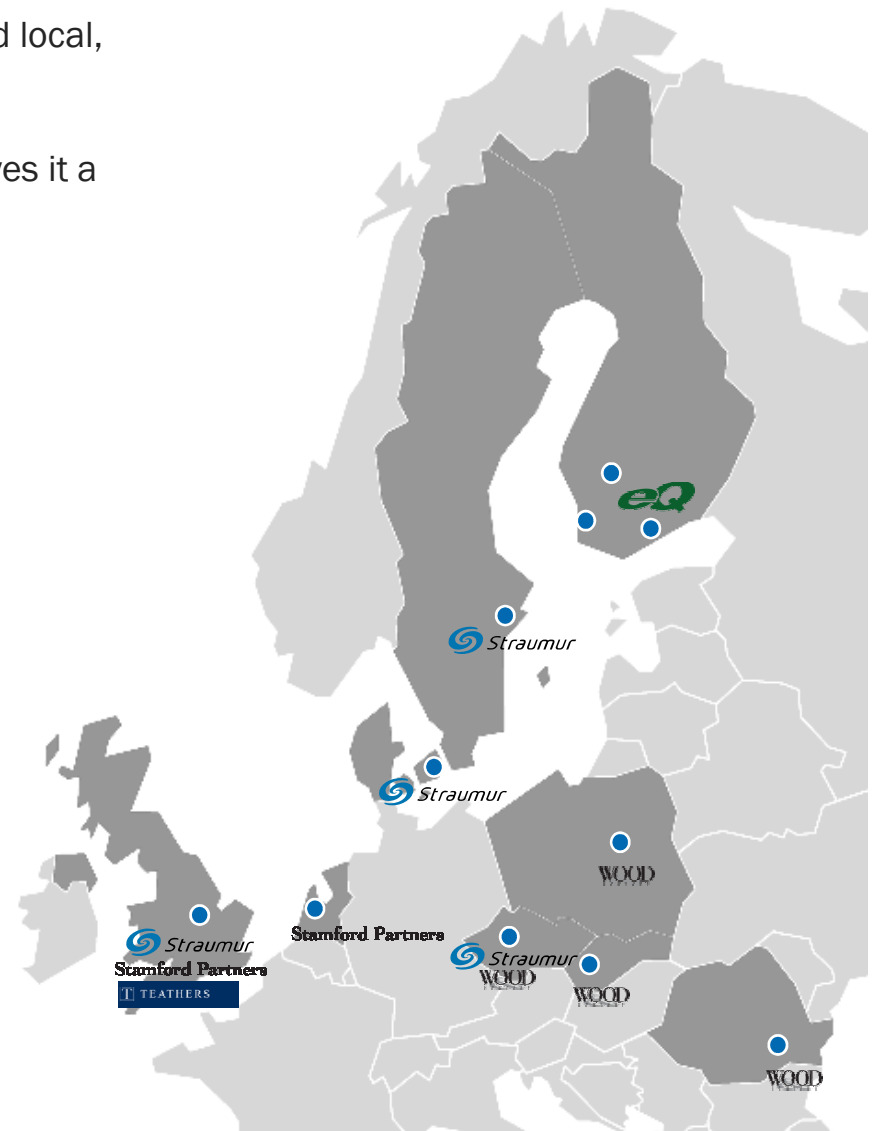 d local,
es it a
eQ
Straumur
Straumur
WOOD
Stamford Partners
Straumur
Straumur
Stamford Partners
WOOD
WOOD
TEATHERS
WOOD